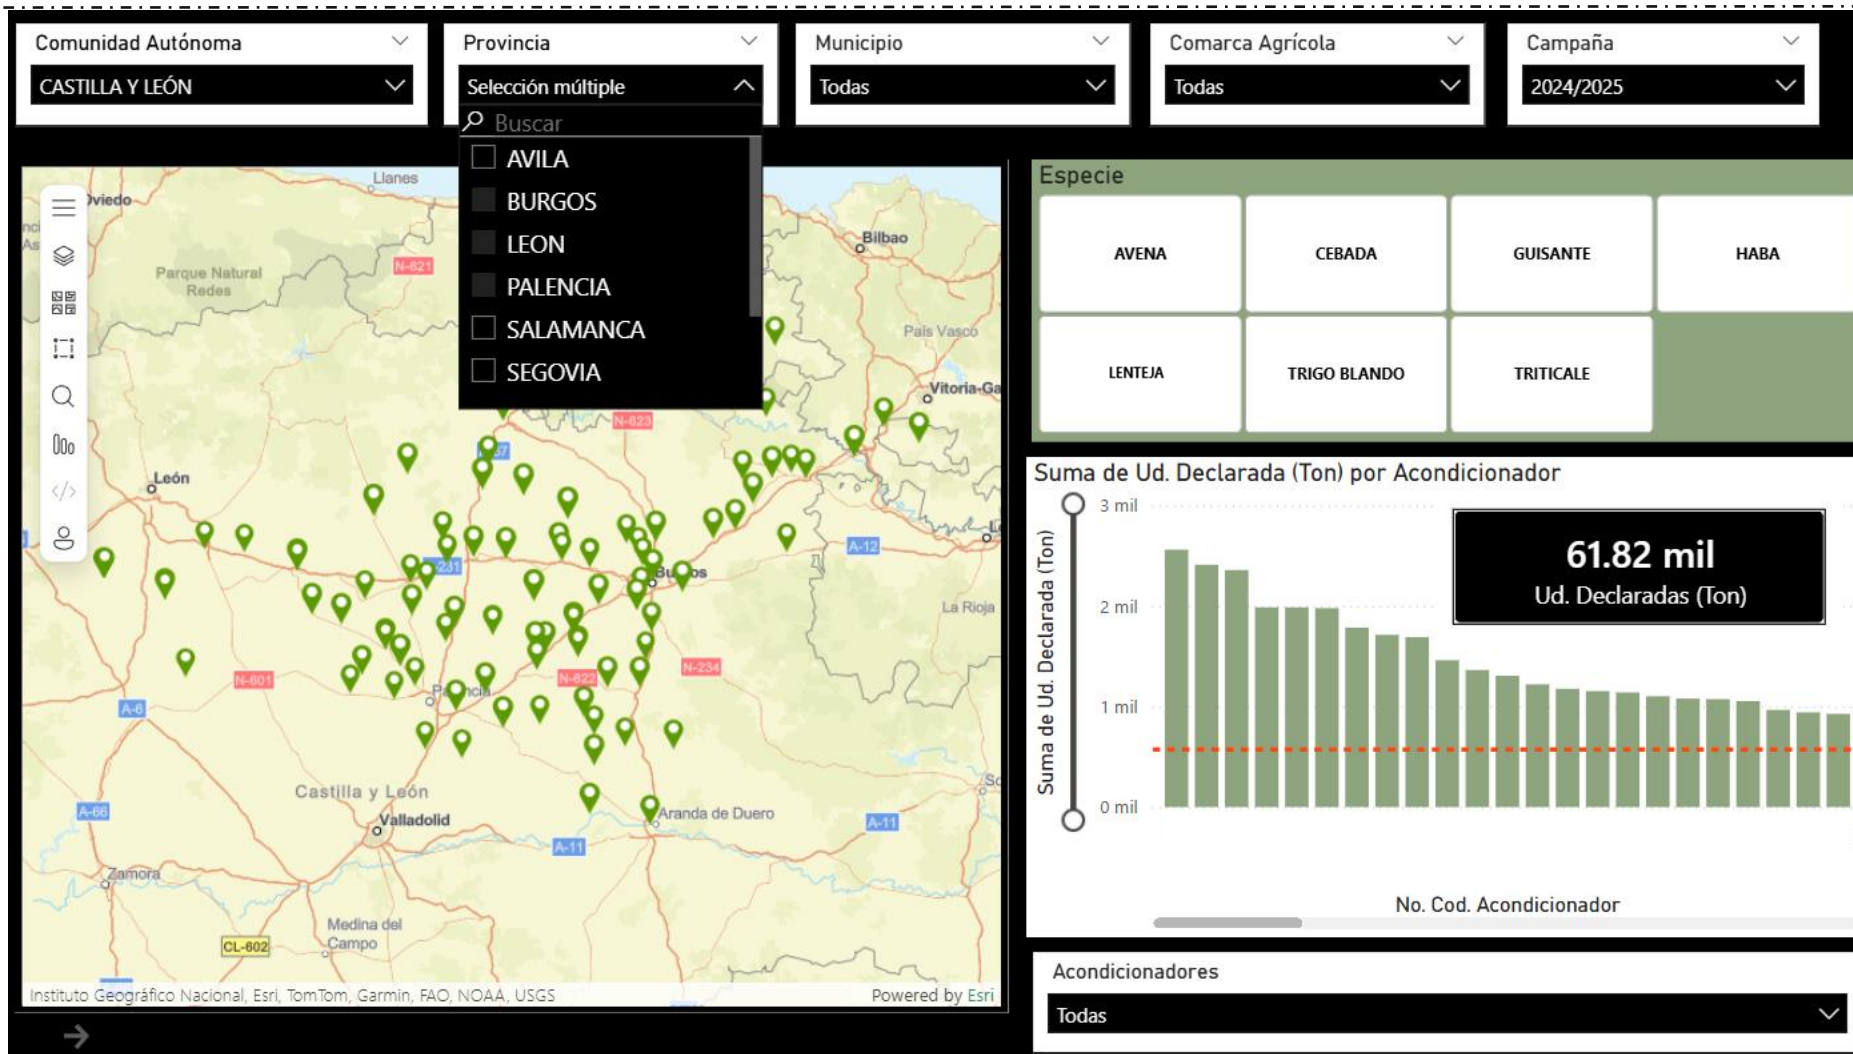 Comunidad Autónoma
CASTILLA Y LEÓN
Provincia
Selección múltiple
Buscar
AVILA
BURGOS
LEON
PALENCIA
SALAMANCA
SEGOVIA
Municipio
Todas
Comarca Agrícola
Todas
Campaña
2024/2025
Llanes
Oviedo
Bilbao
Parque Natural
Redes
N-621
País Vasco
Vitoria-Ga
N-623
León
A-12
A-231
Burgos
La Rioja
N-601
N-622
N-234
Palencia
A-6
Castilla y León
A-66
Valladolid
Aranda de Duero
A-11
A-11
Zamora
Medina del
Campo
CL-602
Instituto Geográfico Nacional, Esri, TomTom, Garmin, FAO, NOAA, USGS
Powered by Esri
Especie
AVENA
CEBADA
GUISANTE
HABA
LENTEJA
TRIGO BLANDO
TRITICALE
Suma de Ud. Declarada (Ton) por Acondicionador
Suma de Ud. Declarada (Ton)
3 mil
2 mil
1 mil
0 mil
61.82 mil
Ud. Declaradas (Ton)
No. Cod. Acondicionador
Acondicionadores
Todas